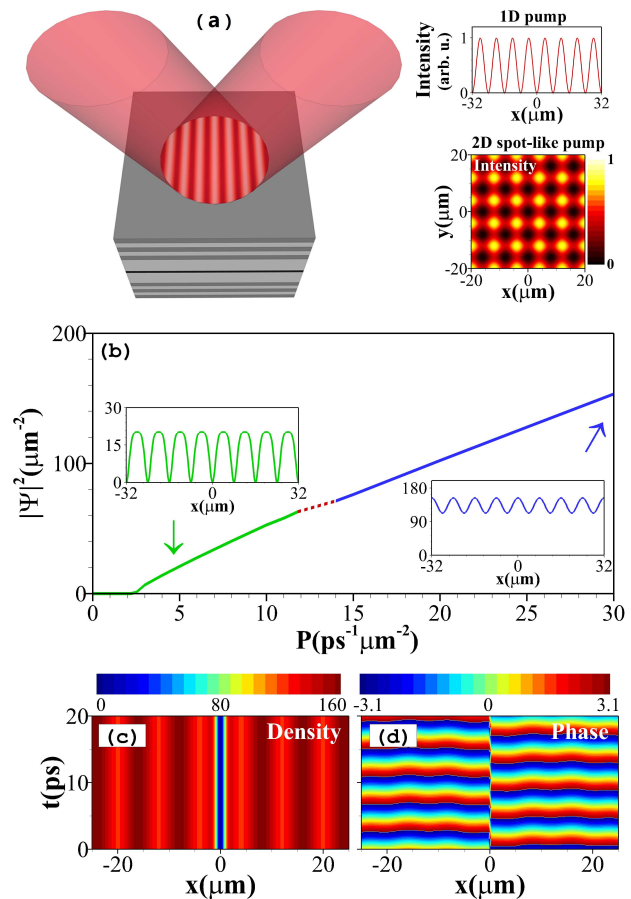 (a)
1D pump
Intensity
(arb. u.)
1
0
-32 0 32
x(μm)
2D spot-like pump
Intensity
20
0
-20
y(μm)
-20 0 20
x(μm)
1
0
(b)
200
100
0
|Ψ|²(μm⁻²)
0 5 10 15 20 25 30
P(ps⁻¹μm⁻²)
30
15
0
-32 -16 0 16 32
x(μm)
150
90
0
-32 0 32
x(μm)
0 80 160
(c)
Density
20
10
0
t(ps)
-20 0 20
x(μm)
-3.1 0 3.1
(d)
Phase
-20 0 20
x(μm)